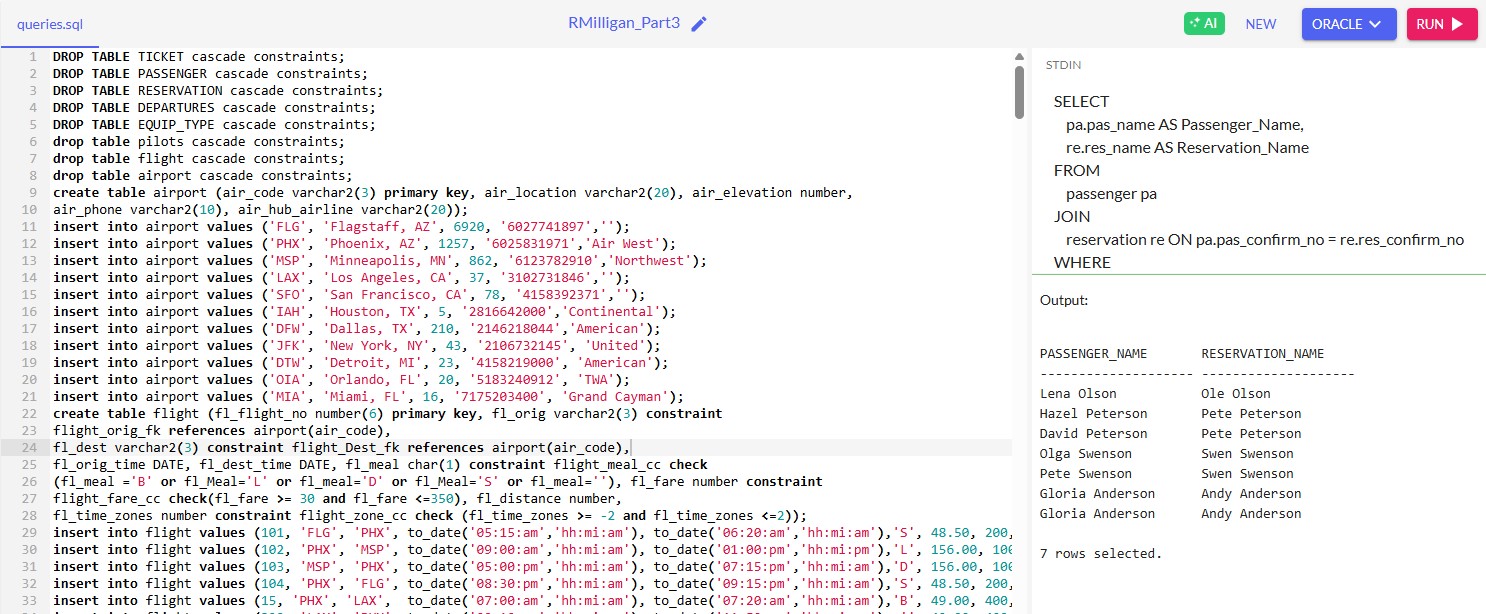 queries.sql
RMilligan_Part3
AI
NEW
ORACLE
RUN
1 DROP TABLE TICKET cascade constraints;
2 DROP TABLE PASSENGER cascade constraints;
3 DROP TABLE RESERVATION cascade constraints;
4 DROP TABLE DEPARTURES cascade constraints;
5 DROP TABLE EQUIP_TYPE cascade constraints;
6 drop table pilots cascade constraints;
7 drop table flight cascade constraints;
8 drop table airport cascade constraints;
9 create table airport (air_code varchar2(3) primary key, air_location varchar2(20), air_elevation number,
10 air_phone varchar2(10), air_hub_airline varchar2(20));
11 insert into airport values ('FLG', 'Flagstaff, AZ', 6920, '6027741897','');
12 insert into airport values ('PHX', 'Phoenix, AZ', 1257, '6025831971','Air West');
13 insert into airport values ('MSP', 'Minneapolis, MN', 862, '6123782910','Northwest');
14 insert into airport values ('LAX', 'Los Angeles, CA', 37, '3102731846','');
15 insert into airport values ('SFO', 'San Francisco, CA', 78, '4158392371','');
16 insert into airport values ('IAH', 'Houston, TX', 5, '2816642000','Continental');
17 insert into airport values ('DFW', 'Dallas, TX', 210, '2146218044','American');
18 insert into airport values ('JFK', 'New York, NY', 43, '2106732145', 'United');
19 insert into airport values ('DTW', 'Detroit, MI', 23, '4158219000', 'American');
20 insert into airport values ('OIA', 'Orlando, FL', 20, '5183240912', 'TWA');
21 insert into airport values ('MIA', 'Miami, FL', 16, '7175203400', 'Grand Cayman');
22 create table flight (fl_flight_no number(6) primary key, fl_orig varchar2(3) constraint
23 flight_orig_fk references airport(air_code),
24 fl_dest varchar2(3) constraint flight_Dest_fk references airport(air_code),
25 fl_orig_time DATE, fl_dest_time DATE, fl_meal char(1) constraint flight_meal_cc check
26 (fl_meal ='B' or fl_Meal='L' or fl_meal='D' or fl_Meal='S' or fl_meal=''), fl_fare number constraint
27 flight_fare_cc check(fl_fare >= 30 and fl_fare <=350), fl_distance number,
28 fl_time_zones number constraint flight_zone_cc check (fl_time_zones >= -2 and fl_time_zones <=2));
29 insert into flight values (101, 'FLG', 'PHX', to_date('05:15:am','hh:mi:am'), to_date('06:20:am','hh:mi:am'),'S', 48.50, 200,
30 insert into flight values (102, 'PHX', 'MSP', to_date('09:00:am','hh:mi:am'), to_date('01:00:pm','hh:mi:pm'),'L', 156.00, 100
31 insert into flight values (103, 'MSP', 'PHX', to_date('05:00:pm','hh:mi:am'), to_date('07:15:pm','hh:mi:am'),'D', 156.00, 100
32 insert into flight values (104, 'PHX', 'FLG', to_date('08:30:pm','hh:mi:am'), to_date('09:15:pm','hh:mi:am'),'S', 48.50, 200,
33 insert into flight values (15, 'PHX', 'LAX',  to_date('07:00:am','hh:mi:am'), to_date('07:20:am','hh:mi:am'),'B', 49.00, 400,
STDIN
SELECT
pa.pas_name AS Passenger_Name,
re.res_name AS Reservation_Name
FROM
passenger pa
JOIN
reservation re ON pa.pas_confirm_no = re.res_confirm_no
WHERE
Output:
PASSENGER_NAME RESERVATION_NAME
-------------------- --------------------
Lena Olson Ole Olson
Hazel Peterson Pete Peterson
David Peterson Pete Peterson
Olga Swenson Swen Swenson
Pete Swenson Swen Swenson
Gloria Anderson Andy Anderson
Gloria Anderson Andy Anderson
7 rows selected.